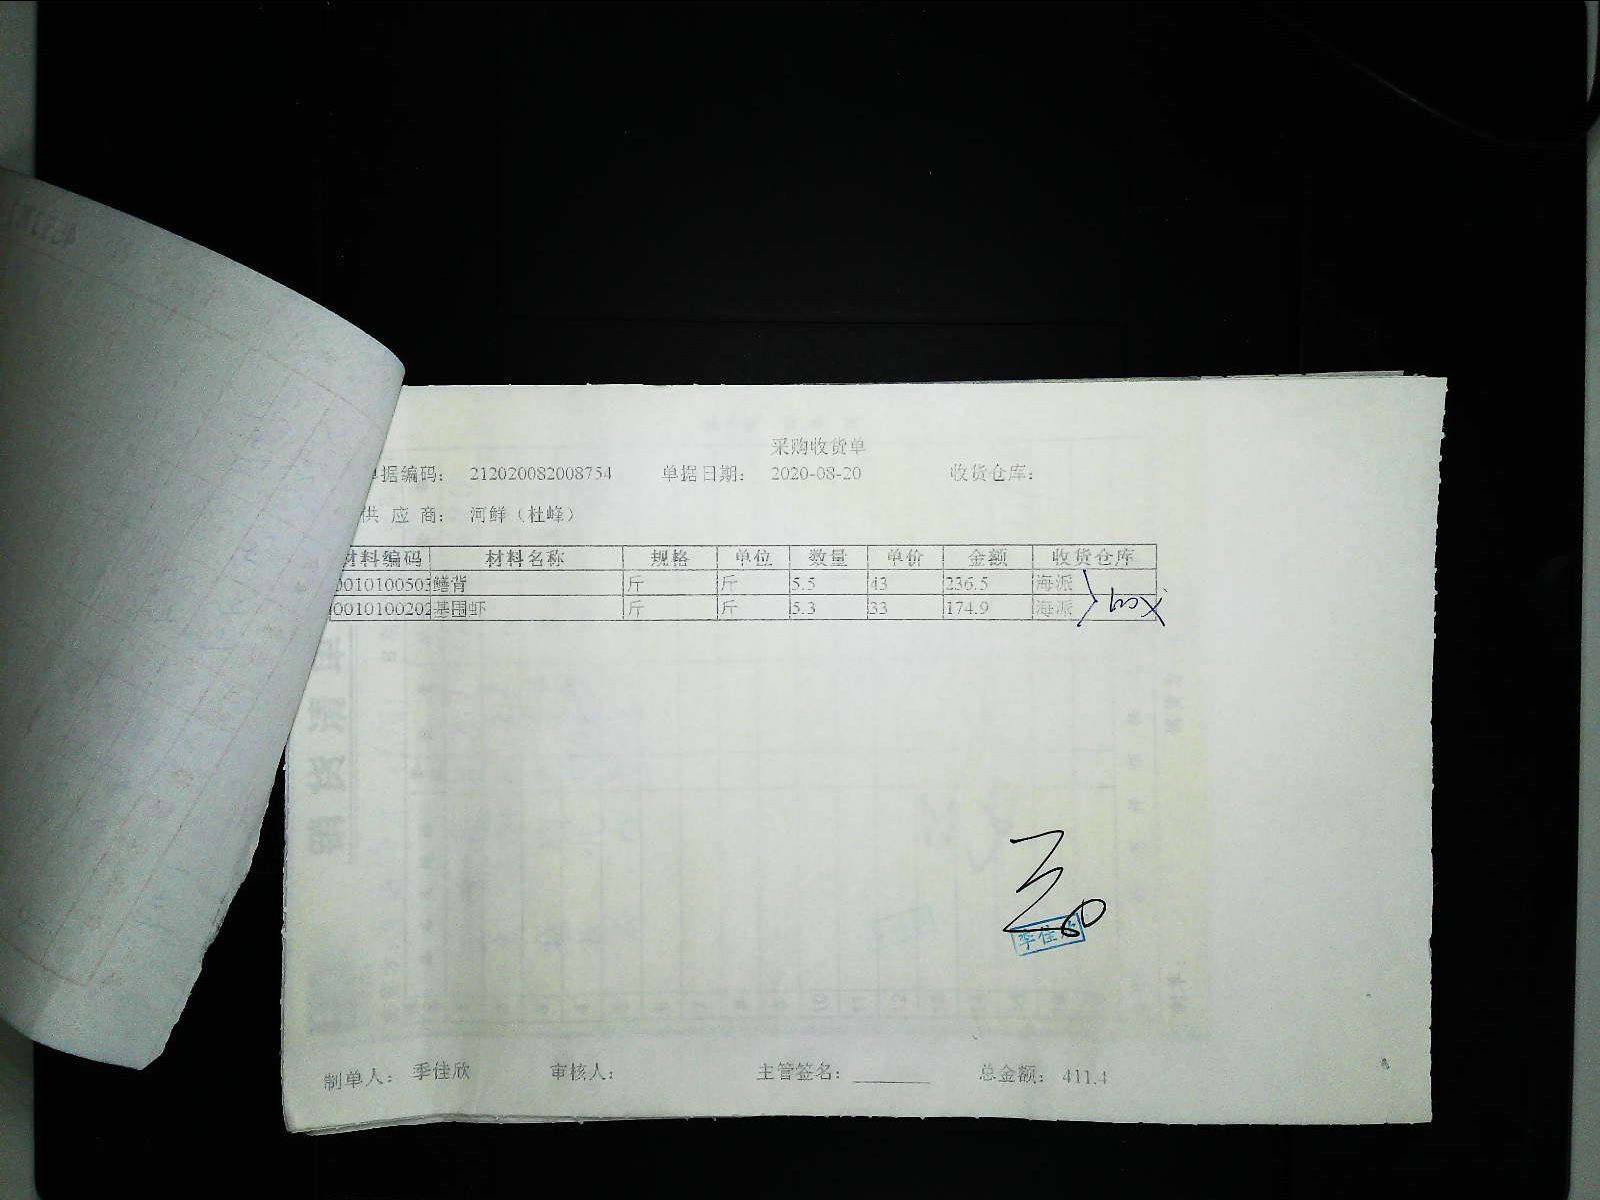 采购收货单
单据编码: 212020082008754 单据日期: 2020-08-20 收货仓库:
供 应 商: 河鲜（杜峰）
材料编码 材料名称 规格 单位 数量 单价 金额 收货仓库
0010100503 鳝背 斤 斤 5.5 43 236.5 海派
0010100202 基围虾 斤 斤 5.3 33 174.9 海派
季佳欣
制单人: 季佳欣 审核人: 主管签名: 总金额: 411.4